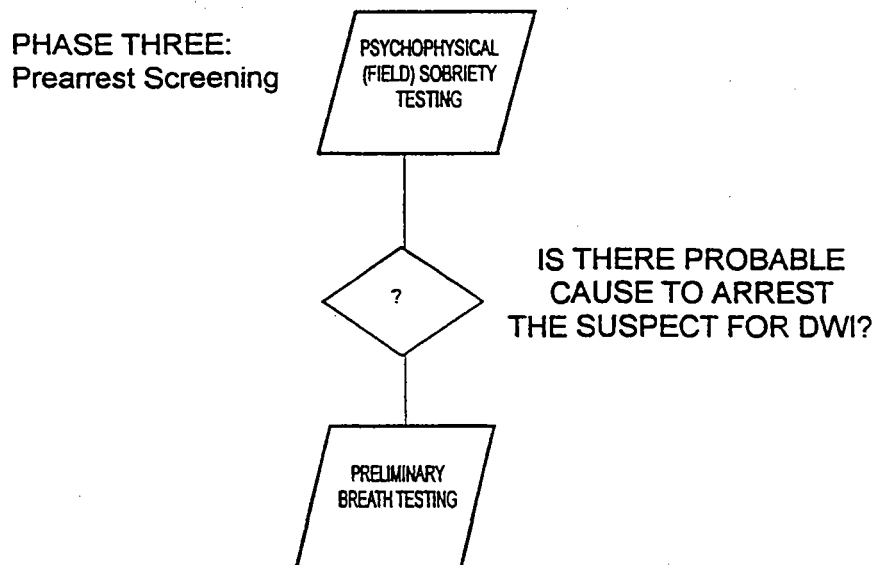 PHASE THREE:
Prearrest Screening
PSYCHOPHYSICAL
(FIELD) SOBRIETY
TESTING
?
IS THERE PROBABLE
CAUSE TO ARREST
THE SUSPECT FOR DWI?
PRELIMINARY
BREATH TESTING